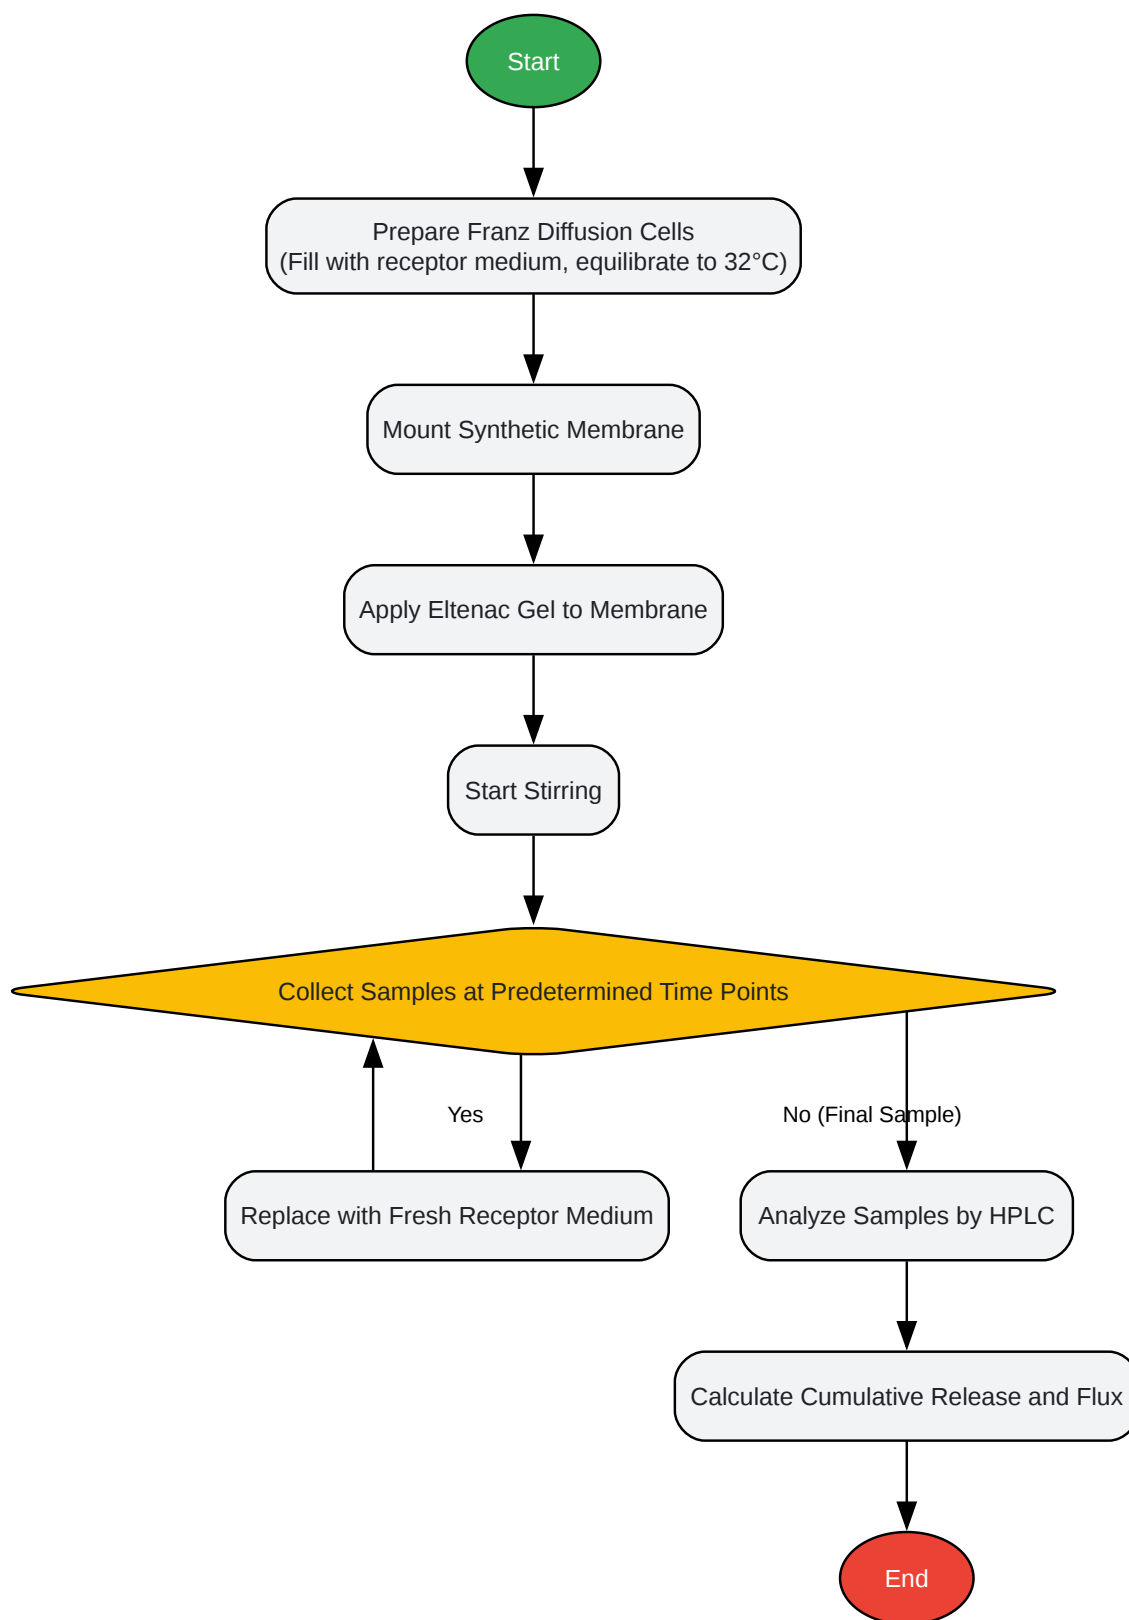 Start
Prepare Franz Diffusion Cells
(Fill with receptor medium, equilibrate to 32°C)
Mount Synthetic Membrane
Apply Eltenac Gel to Membrane
Start Stirring
Collect Samples at Predetermined Time Points
Yes
No (Final Sample)
Replace with Fresh Receptor Medium
Analyze Samples by HPLC
Calculate Cumulative Release and Flux
End